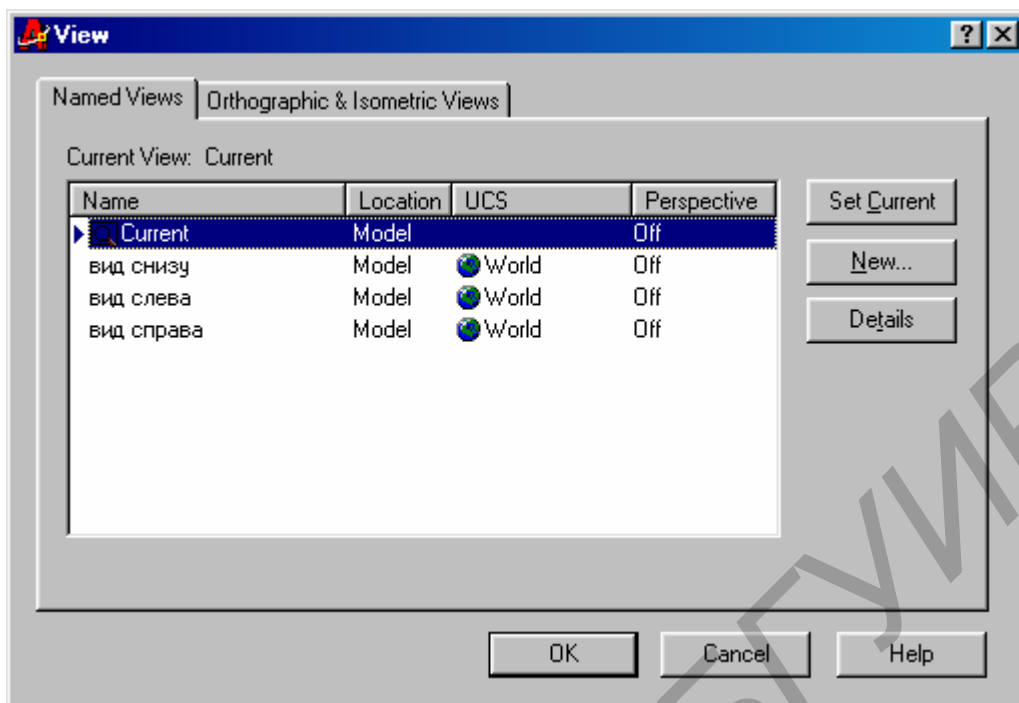 View
Named Views Orthographic & Isometric Views
Current View: Current
Name Location UCS Perspective Set Current
Current Model Off
вид снизу Model World Off New...
вид слева Model World Off
вид справа Model World Off Details
OK Cancel Help